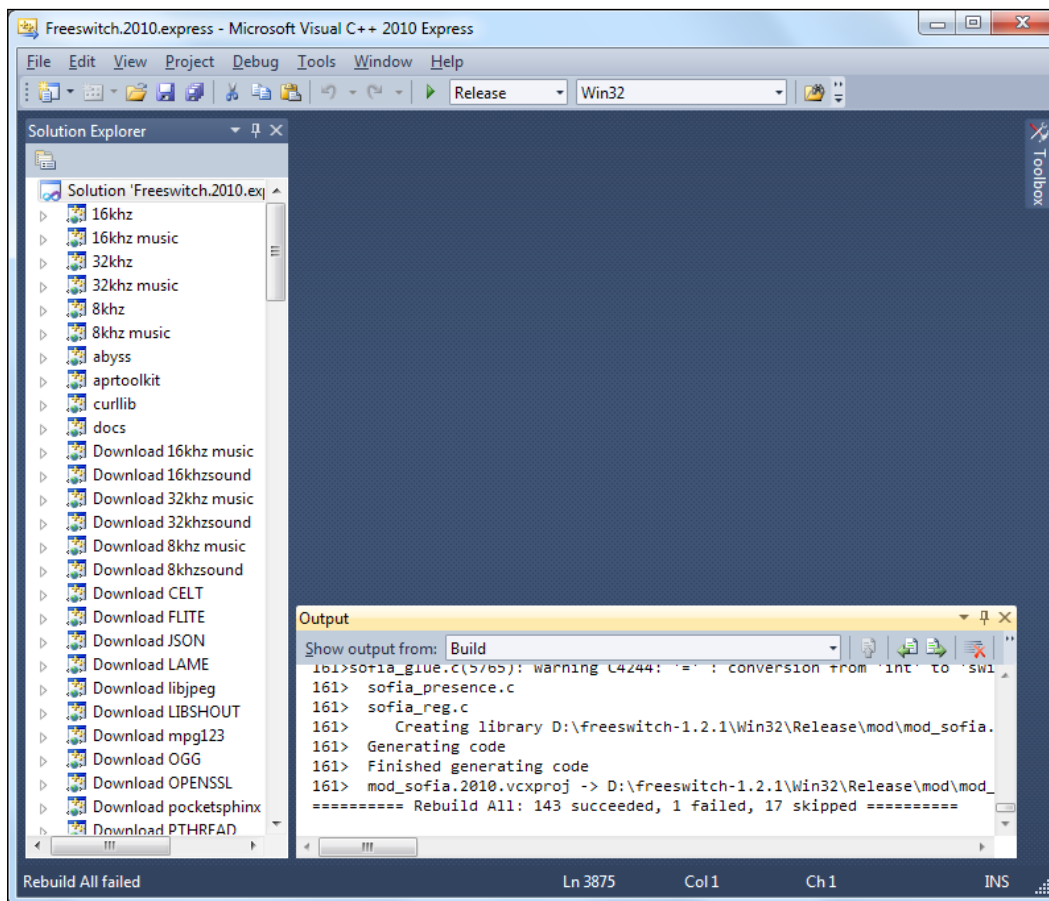 Freeswitch.2010.express - Microsoft Visual C++ 2010 Express
File Edit View Project Debug Tools Window Help
Release Win32
Solution Explorer
Toolbox
Solution 'Freeswitch.2010.exp
16khz
16khz music
32khz
32khz music
8khz
8khz music
abyss
aprtoolkit
curllib
docs
Download 16khz music
Download 16khzsound
Download 32khz music
Download 32khzsound
Download 8khz music
Download 8khzsound
Download CELT
Download FLITE
Download JSON
Download LAME
Download libjpeg
Download LIBSHOUT
Download mpg123
Download OGG
Download OPENSSL
Download pocketsphinx
Download PTHREAD
Output
Show output from: Build
161>sofia_glue.c(5765): warning C4244: '=' : conversion from 'int' to 'swi
161> sofia_presence.c
161> sofia_reg.c
161> Creating library D:\freeswitch-1.2.1\Win32\Release\mod\mod_sofia.
161> Generating code
161> Finished generating code
161> mod_sofia.2010.vcxproj -> D:\freeswitch-1.2.1\Win32\Release\mod\mod_
========== Rebuild All: 143 succeeded, 1 failed, 17 skipped ==========
Rebuild All failed Ln 3875 Col 1 Ch 1 INS